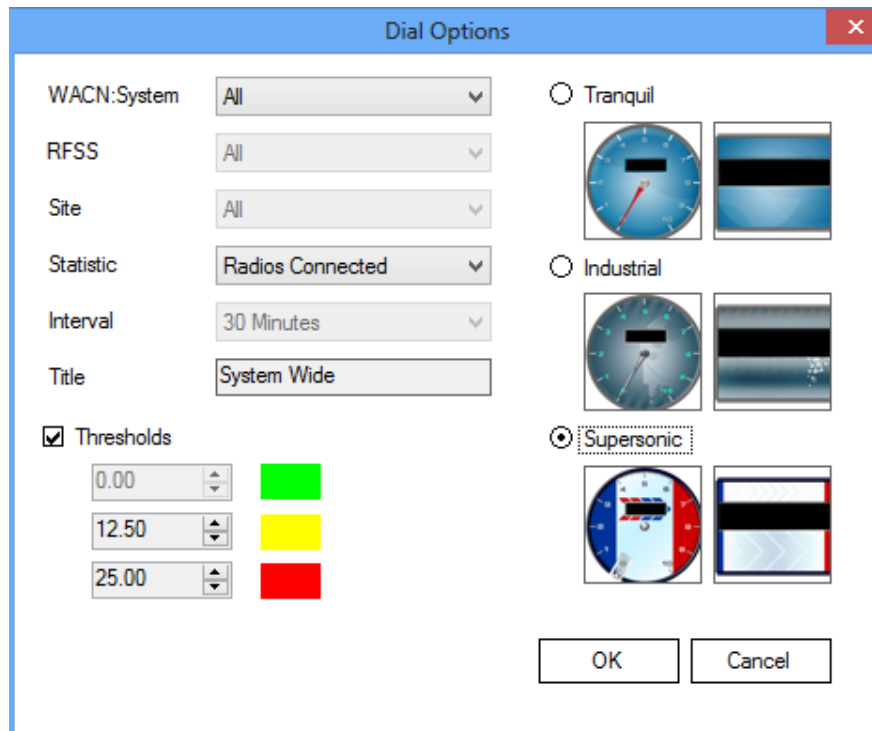 Dial Options
WACN:System All
RFSS All
Site All
Statistic Radios Connected
Interval 30 Minutes
Title System Wide
Thresholds
0.00
12.50
25.00
Tranquil
Industrial
Supersonic
OK Cancel